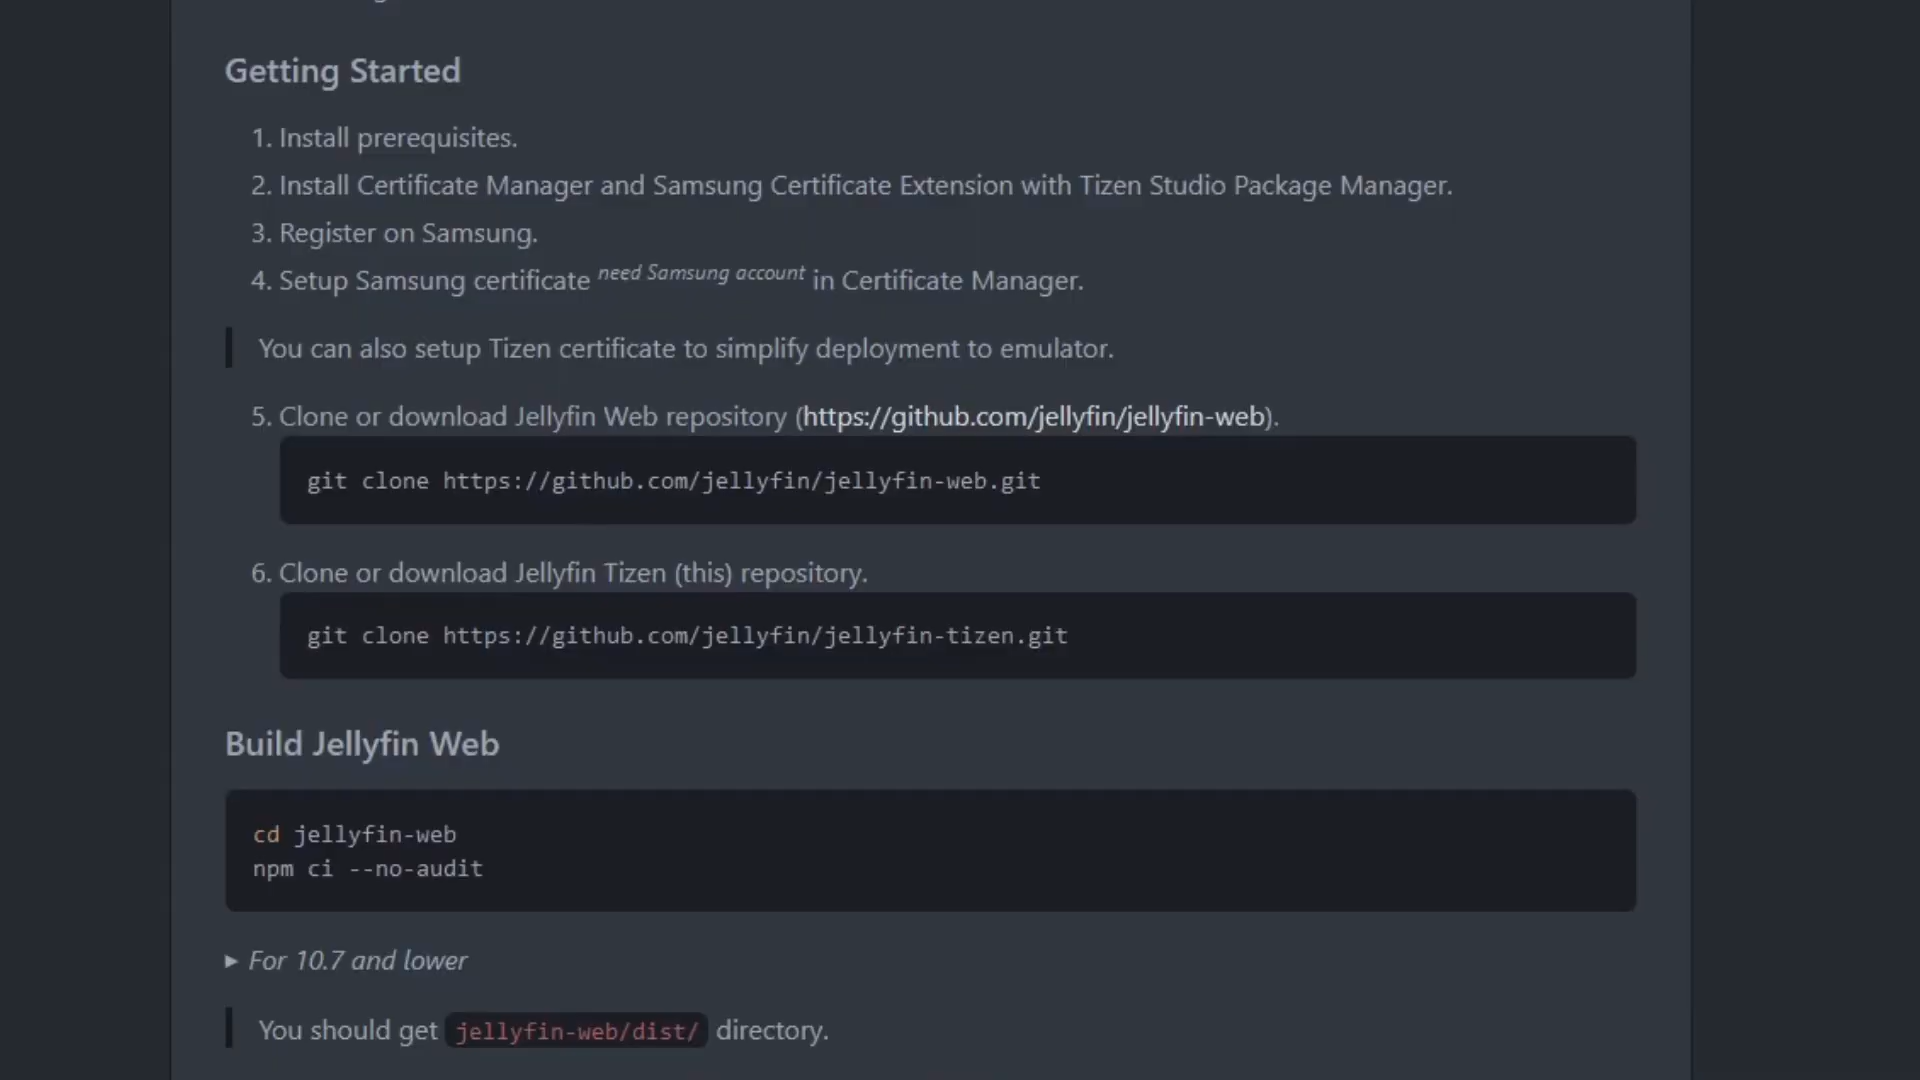 Getting Started
1. Install prerequisites.
2. Install Certificate Manager and Samsung Certificate Extension with Tizen Studio Package Manager.
3. Register on Samsung.
4. Setup Samsung certificate need Samsung account in Certificate Manager.
You can also setup Tizen certificate to simplify deployment to emulator.
5. Clone or download Jellyfin Web repository (https://github.com/jellyfin/jellyfin-web).
git clone https://github.com/jellyfin/jellyfin-web.git
6. Clone or download Jellyfin Tizen (this) repository.
git clone https://github.com/jellyfin/jellyfin-tizen.git
Build Jellyfin Web
cd jellyfin-web
npm ci --no-audit
▸ For 10.7 and lower
You should get jellyfin-web/dist/ directory.